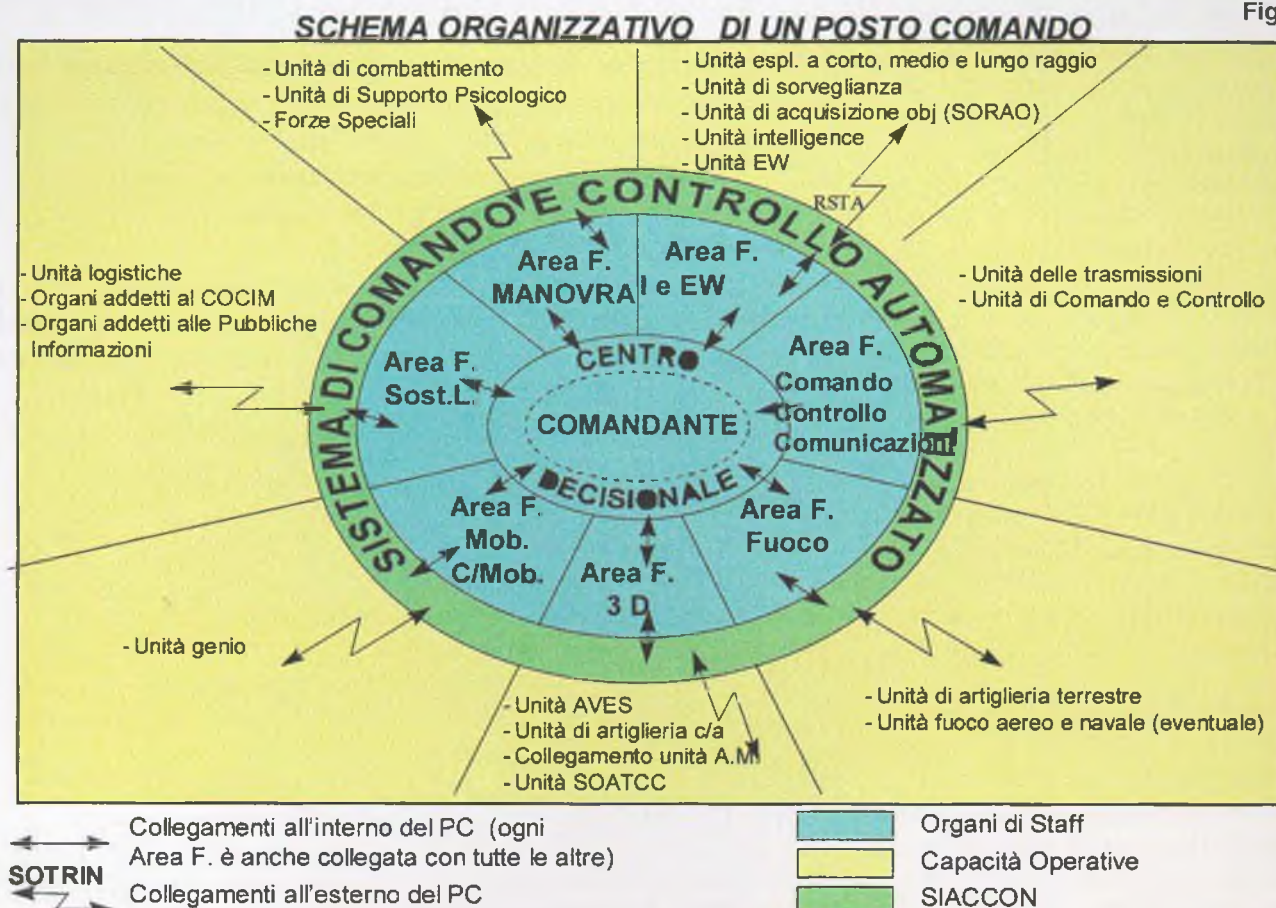 Fig
SCHEMA ORGANIZZATIVO DI UN POSTO COMANDO
- Unità di combattimento
- Unità di Supporto Psicologico
- Forze Speciali
- Unità espl. a corto, medio e lungo raggio
- Unità di sorveglianza
- Unità di acquisizione obj (SORAO)
- Unità intelligence
- Unità EW
RSTA
SISTEMA DI COMANDO E CONTROLLO AUTOMATIZZATO
- Unità logistiche
- Organi addetti al COCIM
- Organi addetti alle Pubbliche
Informazioni
- Unità delle trasmissioni
- Unità di Comando e Controllo
Area F.
MANOVRA
Area F.
I e EW
Area F.
Sost.L.
Area F.
Comando
Controllo
Comunicazioni
CENTRO
COMANDANTE
DECISIONALE
Area F.
Mob.
C/Mob.
Area F.
3 D
Area F.
Fuoco
- Unità genio
- Unità AVES
- Unità di artiglieria c/a
- Collegamento unità A.M.
- Unità SOATCC
- Unità di artiglieria terrestre
- Unità fuoco aereo e navale (eventuale)
Collegamenti all'interno del PC (ogni
Area F. è anche collegata con tutte le altre)
SOTRIN
Collegamenti all'esterno del PC
Organi di Staff
Capacità Operative
SIACCON